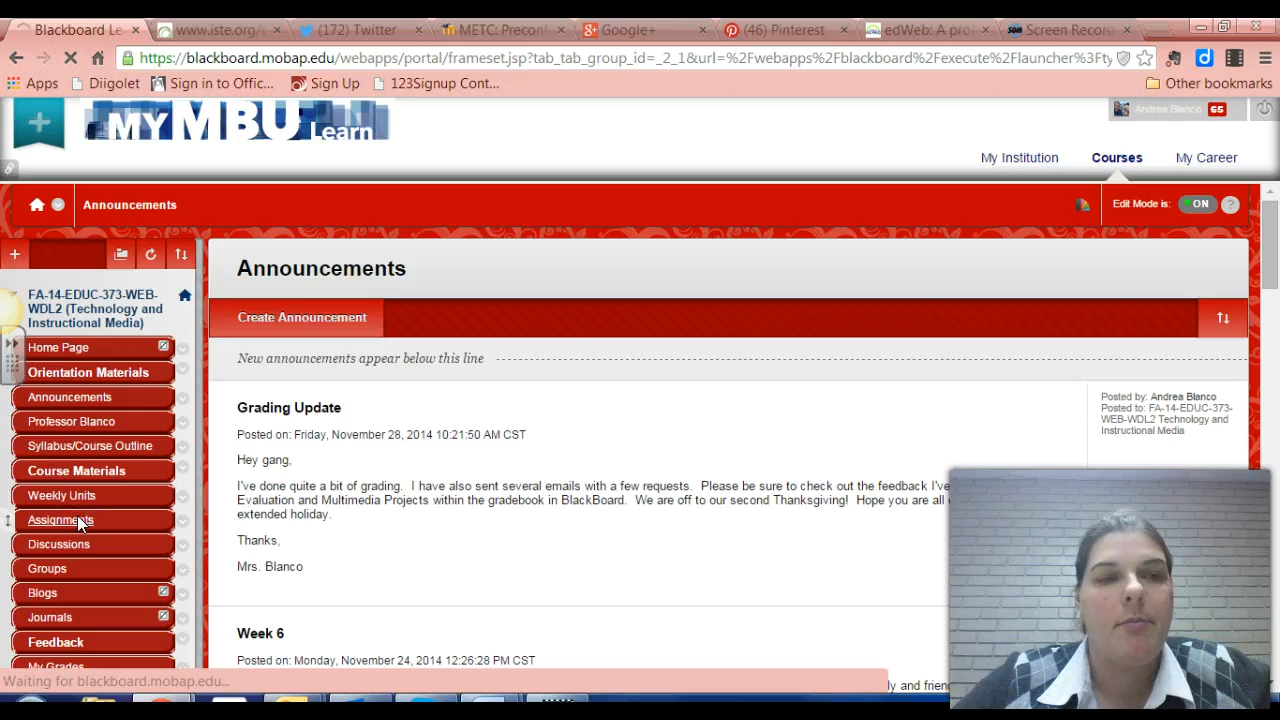 Blackboard Le
www.iste.org/c
(172) Twitter
METC: Preconf
Google+
(46) Pinterest
edWeb: A prof
Screen Recorc
https://blackboard.mobap.edu/webapps/portal/frameset.jsp?tab_tab_group_id=_2_1&url=%2Fwebapps%2Fblackboard%2Fexecute%2Flauncher%3Fty
Apps
Diigolet
Sign in to Offic...
Sign Up
123Signup Cont...
Other bookmarks
MY MBU Learn
Andrea Blanco 65
My Institution
Courses
My Career
Announcements
Edit Mode is: ON ?
FA-14-EDUC-373-WEB-
WDL2 (Technology and
Instructional Media)
Home Page
Orientation Materials
Announcements
Professor Blanco
Syllabus/Course Outline
Course Materials
Weekly Units
Assignments
Discussions
Groups
Blogs
Journals
Feedback
My Grades
Announcements
Create Announcement
New announcements appear below this line
Grading Update
Posted on: Friday, November 28, 2014 10:21:50 AM CST
Hey gang,
I've done quite a bit of grading. I have also sent several emails with a few requests. Please be sure to check out the feedback I've
Evaluation and Multimedia Projects within the gradebook in BlackBoard. We are off to our second Thanksgiving! Hope you are all
extended holiday.
Thanks,
Mrs. Blanco
Posted by: Andrea Blanco
Posted to: FA-14-EDUC-373-
WEB-WDL2 (Technology and
Instructional Media)
Week 6
Posted on: Monday, November 24, 2014 12:26:28 PM CST
ly and friend
Waiting for blackboard.mobap.edu...